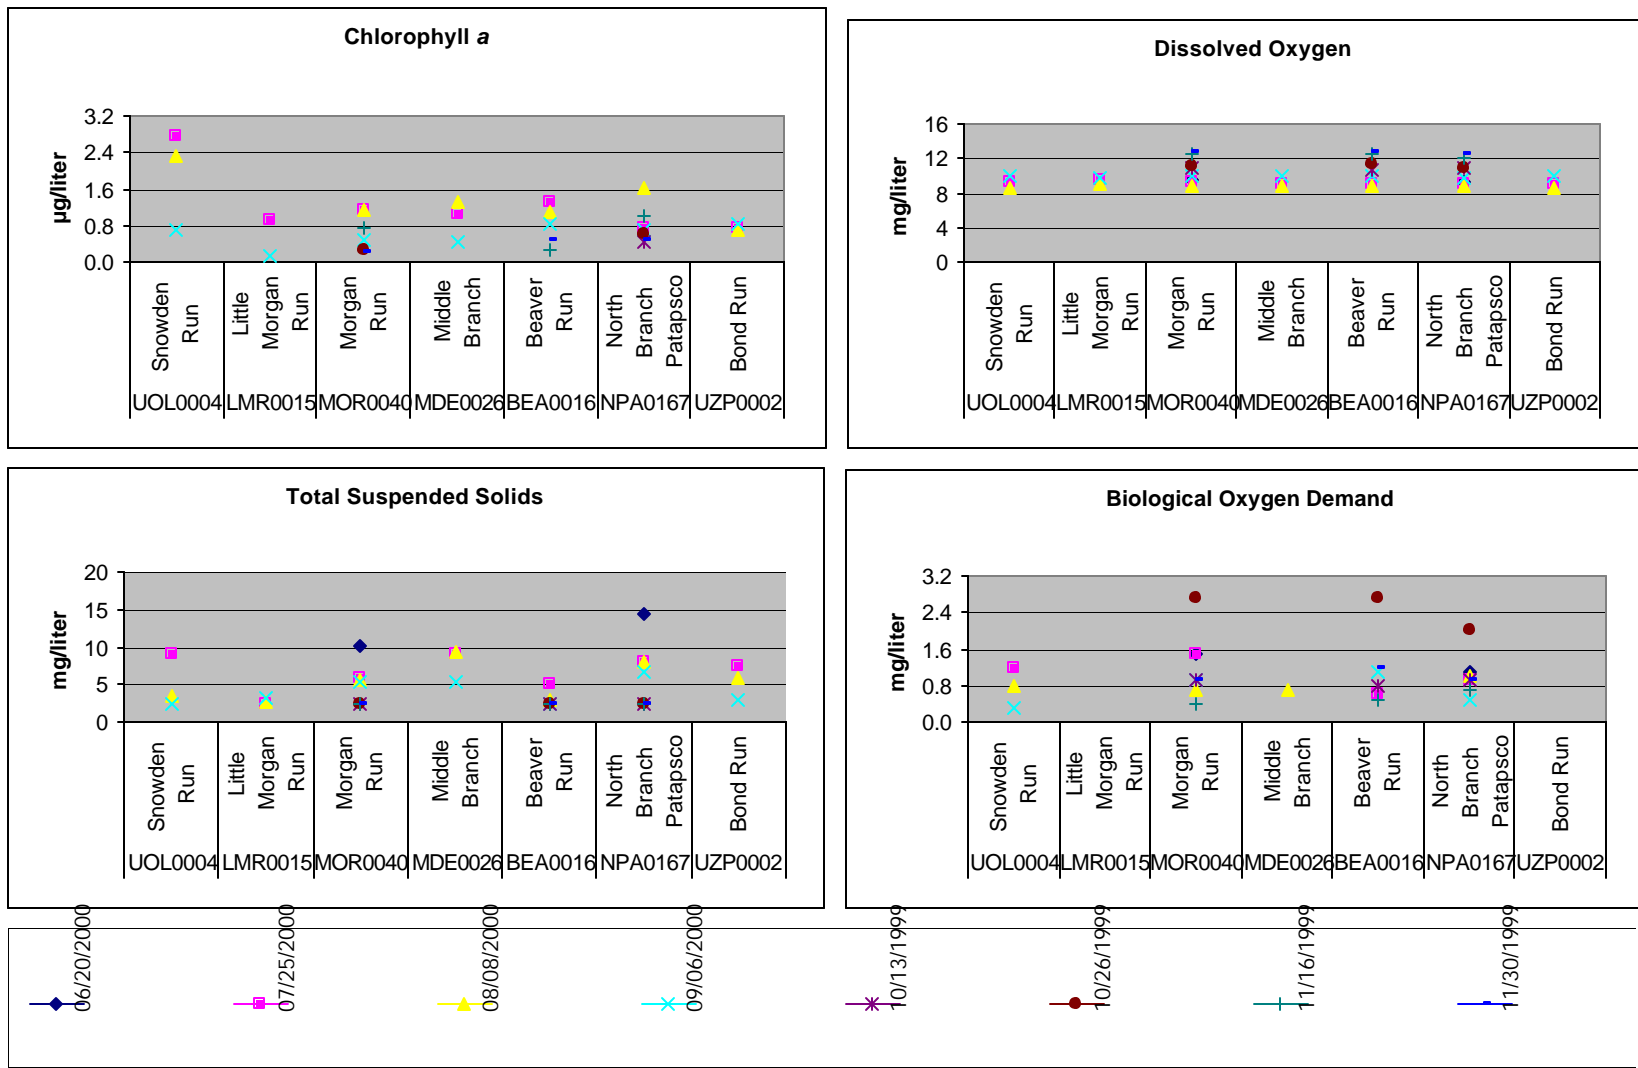 Chlorophyll a
µg/liter
3.2
2.4
1.6
0.8
0.0
Snowden
Run
Little
Morgan
Run
Morgan
Run
Middle
Branch
Beaver
Run
North
Branch
Patapsco
Bond Run
UOL0004 LMR0015 MOR0040 MDE0026 BEA0016 NPA0167 UZP0002
Dissolved Oxygen
mg/liter
16
12
8
4
0
Snowden
Run
Little
Morgan
Run
Morgan
Run
Middle
Branch
Beaver
Run
North
Branch
Patapsco
Bond Run
UOL0004 LMR0015 MOR0040 MDE0026 BEA0016 NPA0167 UZP0002
Total Suspended Solids
mg/liter
20
15
10
5
0
Snowden
Run
Little
Morgan
Run
Morgan
Run
Middle
Branch
Beaver
Run
North
Branch
Patapsco
Bond Run
UOL0004 LMR0015 MOR0040 MDE0026 BEA0016 NPA0167 UZP0002
Biological Oxygen Demand
mg/liter
3.2
2.4
1.6
0.8
0.0
Snowden
Run
Little
Morgan
Run
Morgan
Run
Middle
Branch
Beaver
Run
North
Branch
Patapsco
Bond Run
UOL0004 LMR0015 MOR0040 MDE0026 BEA0016 NPA0167 UZP0002
06/20/2000
07/25/2000
08/08/2000
09/06/2000
10/13/1999
10/26/1999
11/16/1999
11/30/1999